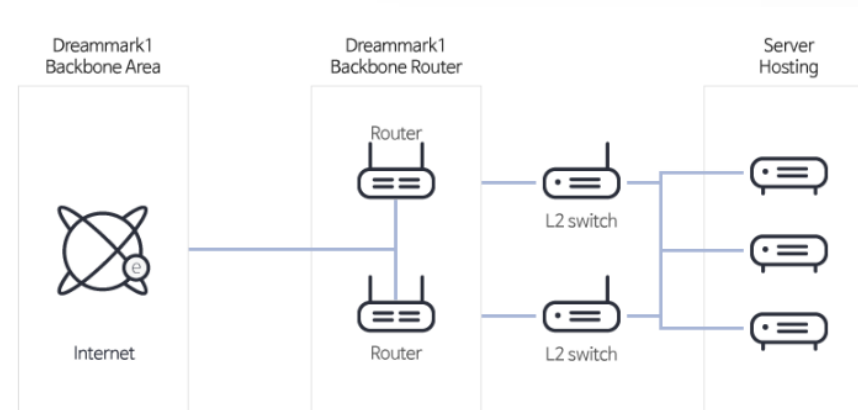 Dreammark1
Backbone Area
Dreammark1
Backbone Router
Server
Hosting
Router
L2 switch
e
Internet
Router
L2 switch